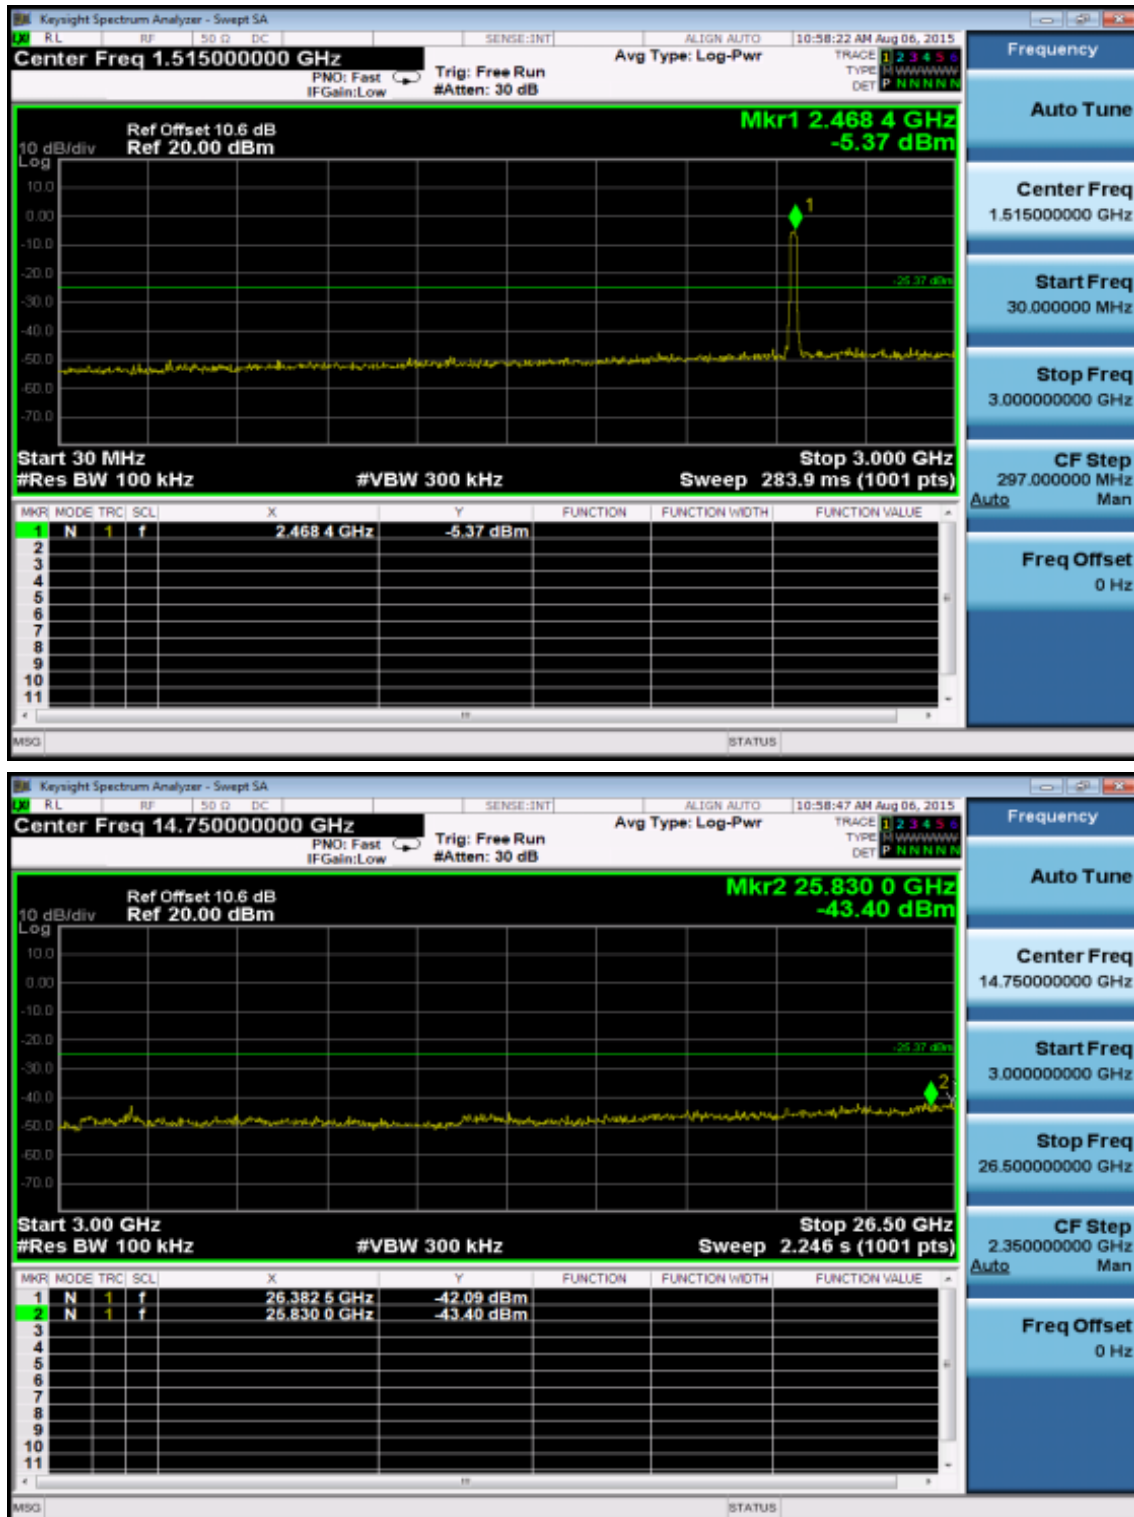 Keysight Spectrum Analyzer - Swept SA
RL RF 50 Ω DC SENSE:INT ALIGN AUTO 10:58:22 AM Aug 06, 2015
Center Freq 1.515000000 GHz
PNO: Fast
IFGain:Low
Trig: Free Run
#Atten: 30 dB
Avg Type: Log-Pwr
TRACE 1 2 3 4 5 6
TYPE M WWWWW
DET P N N N N N
Frequency
Auto Tune
Center Freq
1.515000000 GHz
Start Freq
30.000000 MHz
Stop Freq
3.000000000 GHz
CF Step
297.000000 MHz
Auto Man
Freq Offset
0 Hz
Mkr1 2.468 4 GHz
-5.37 dBm
Ref Offset 10.6 dB
10 dB/div Ref 20.00 dBm
Log
10.0
0.00
-10.0
-20.0
-30.0
-40.0
-50.0
-60.0
-70.0
1
-25.37 dBm
Start 30 MHz Stop 3.000 GHz
#Res BW 100 kHz #VBW 300 kHz Sweep 283.9 ms (1001 pts)
MKR MODE TRC SCL X Y FUNCTION FUNCTION WIDTH FUNCTION VALUE
1 N 1 f 2.468 4 GHz -5.37 dBm
2
3
4
5
6
7
8
9
10
11
MSG STATUS
Keysight Spectrum Analyzer - Swept SA
RL RF 50 Ω DC SENSE:INT ALIGN AUTO 10:58:47 AM Aug 06, 2015
Center Freq 14.750000000 GHz
PNO: Fast
IFGain:Low
Trig: Free Run
#Atten: 30 dB
Avg Type: Log-Pwr
TRACE 1 2 3 4 5 6
TYPE M WWWWW
DET P N N N N N
Frequency
Auto Tune
Center Freq
14.750000000 GHz
Start Freq
3.000000000 GHz
Stop Freq
26.500000000 GHz
CF Step
2.350000000 GHz
Auto Man
Freq Offset
0 Hz
Mkr2 25.830 0 GHz
-43.40 dBm
Ref Offset 10.6 dB
10 dB/div Ref 20.00 dBm
Log
10.0
0.00
-10.0
-20.0
-30.0
-40.0
-50.0
-60.0
-70.0
-25.37 dBm
2
Start 3.00 GHz Stop 26.50 GHz
#Res BW 100 kHz #VBW 300 kHz Sweep 2.246 s (1001 pts)
MKR MODE TRC SCL X Y FUNCTION FUNCTION WIDTH FUNCTION VALUE
1 N 1 f 26.382 5 GHz -42.09 dBm
2 N 1 f 25.830 0 GHz -43.40 dBm
3
4
5
6
7
8
9
10
11
MSG STATUS